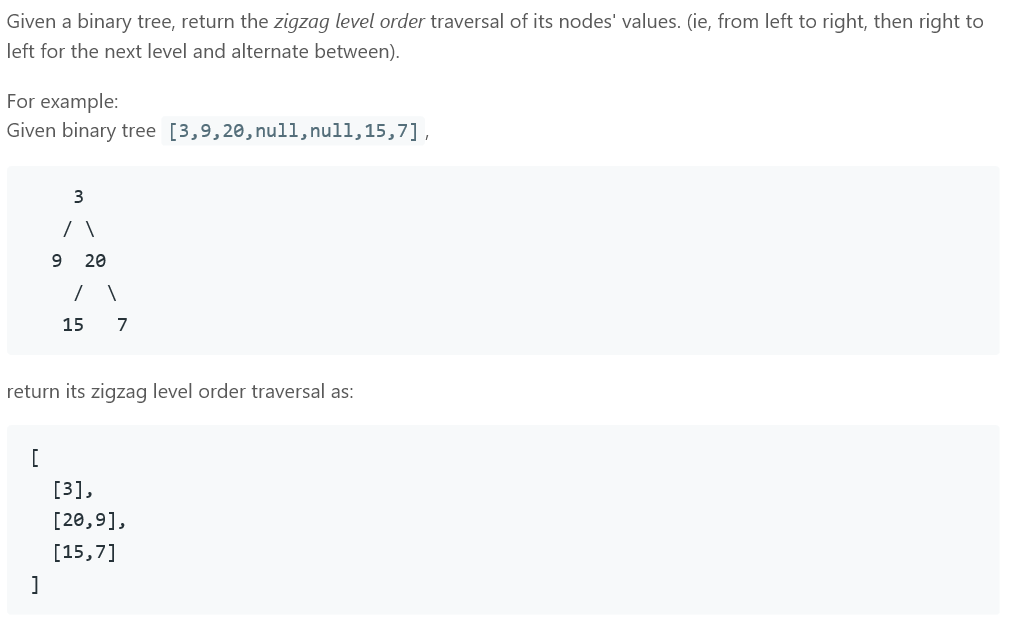 Given a binary tree, return the zigzag level order traversal of its nodes' values. (ie, from left to right, then right to
left for the next level and alternate between).
For example:
Given binary tree [3,9,20,null,null,15,7],
3
/ \
9 20
/ \
15 7
return its zigzag level order traversal as:
[
[3],
[20,9],
[15,7]
]